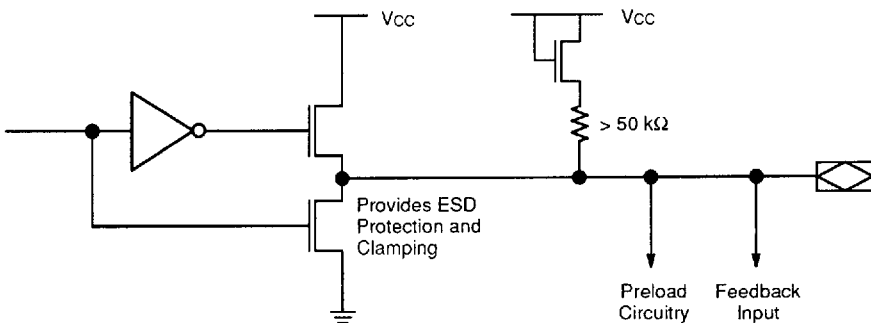 Vcc
Vcc
> 50 kΩ
Provides ESD
Protection and
Clamping
Preload
Circuitry
Feedback
Input